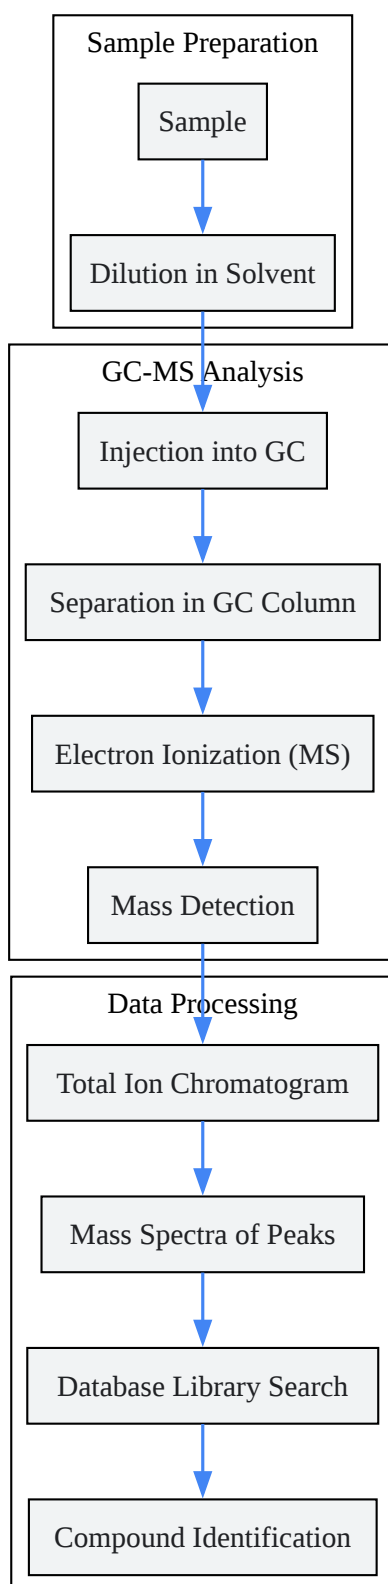 Sample Preparation
Sample
Dilution in Solvent
GC-MS Analysis
Injection into GC
Separation in GC Column
Electron Ionization (MS)
Mass Detection
Data Processing
Total Ion Chromatogram
Mass Spectra of Peaks
Database Library Search
Compound Identification